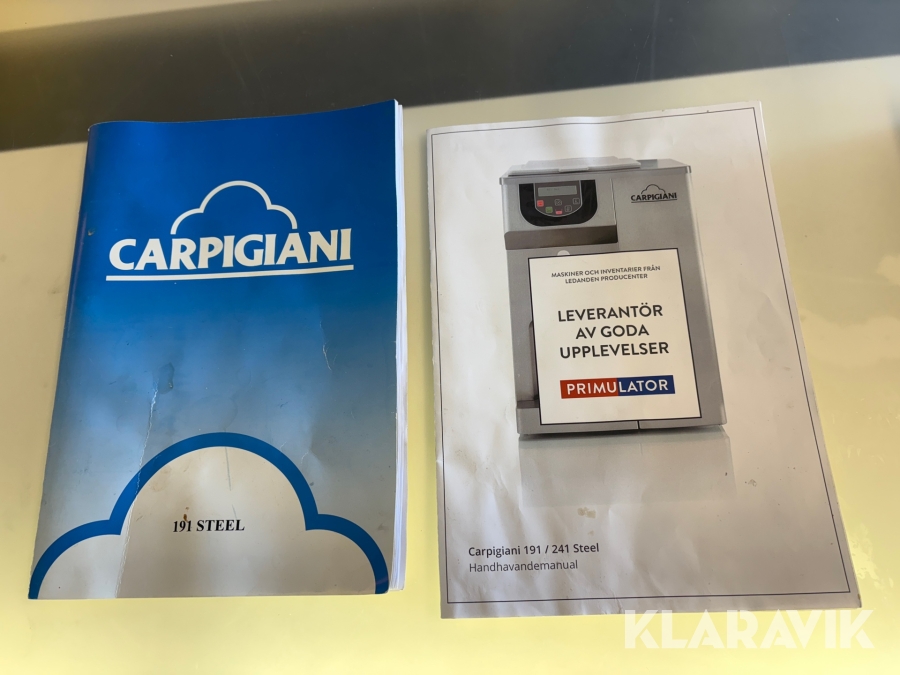 CARPIGIANI
191 STEEL
CARPIGIANI
MASKINER OCH INVENTARIER FRÅN
LEDANDEN PRODUCENTER
LEVERANTÖR
AV GODA
UPPLEVELSER
PRIMULATOR
Carpigiani 191 / 241 Steel
Handhavandemanual
KLARAVIK